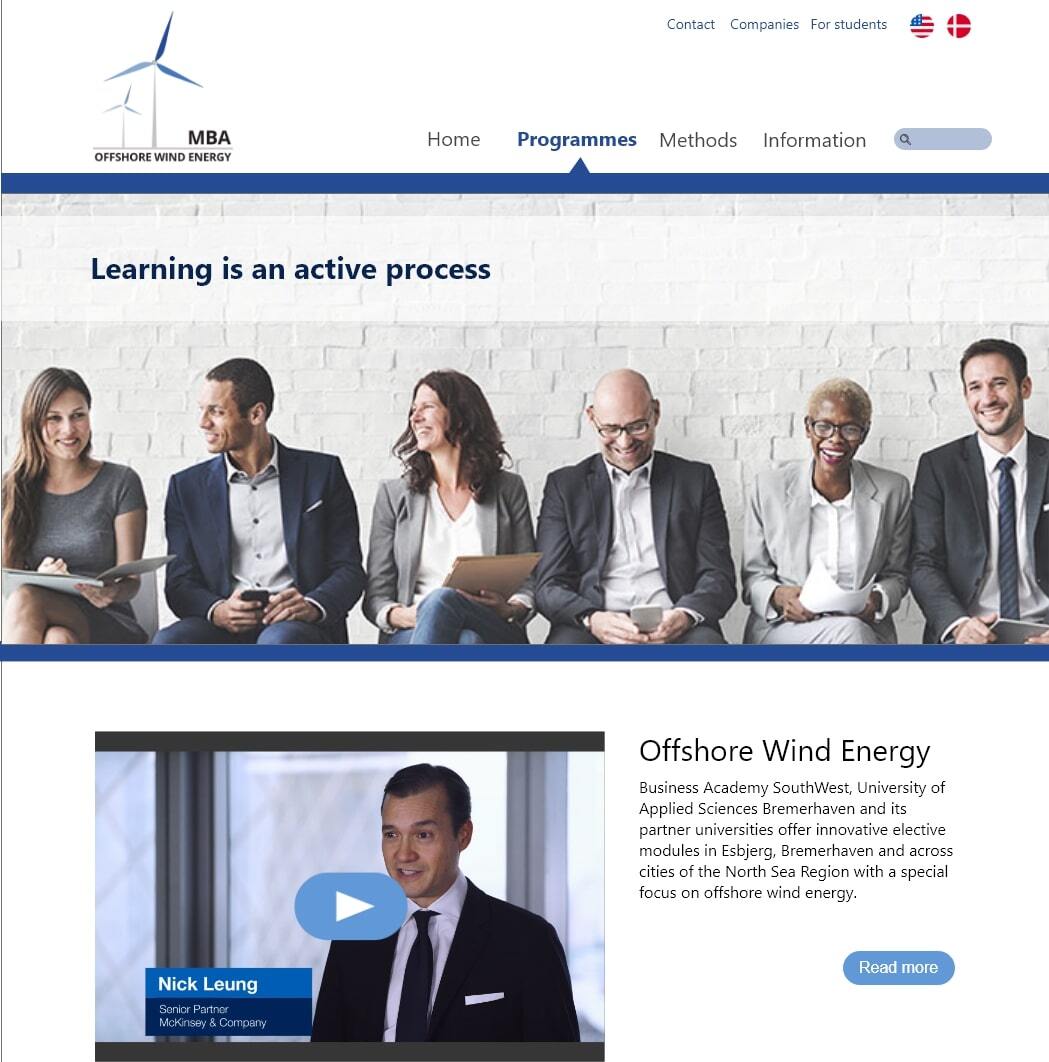 Contact Companies For students
MBA
OFFSHORE WIND ENERGY
Home Programmes Methods Information
Learning is an active process
Offshore Wind Energy
Business Academy SouthWest, University of
Applied Sciences Bremerhaven and its
partner universities offer innovative elective
modules in Esbjerg, Bremerhaven and across
cities of the North Sea Region with a special
focus on offshore wind energy.
Read more
Nick Leung
Senior Partner
McKinsey & Company